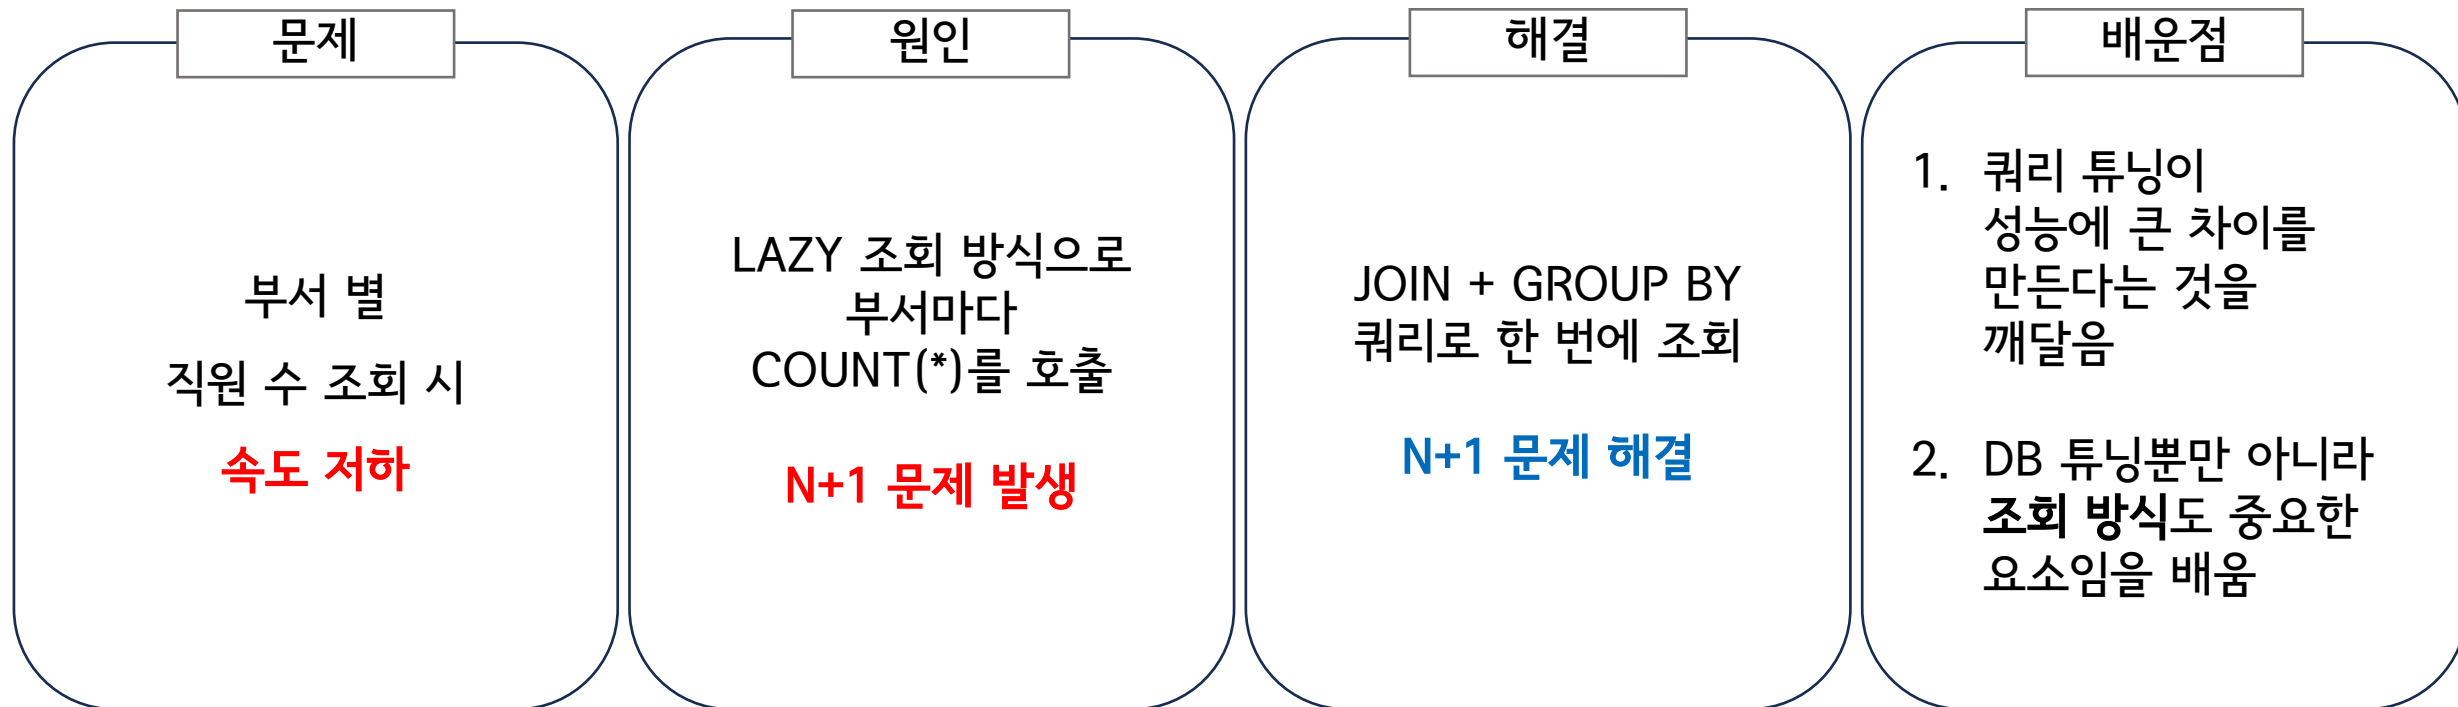 문제
부서 별
직원 수 조회 시
속도 저하
원인
LAZY 조회 방식으로
부서마다
COUNT(*)를 호출
N+1 문제 발생
해결
JOIN + GROUP BY
쿼리로 한 번에 조회
N+1 문제 해결
배운점
1. 쿼리 튜닝이
성능에 큰 차이를
만든다는 것을
깨달음
2. DB 튜닝뿐만 아니라
조회 방식도 중요한
요소임을 배움